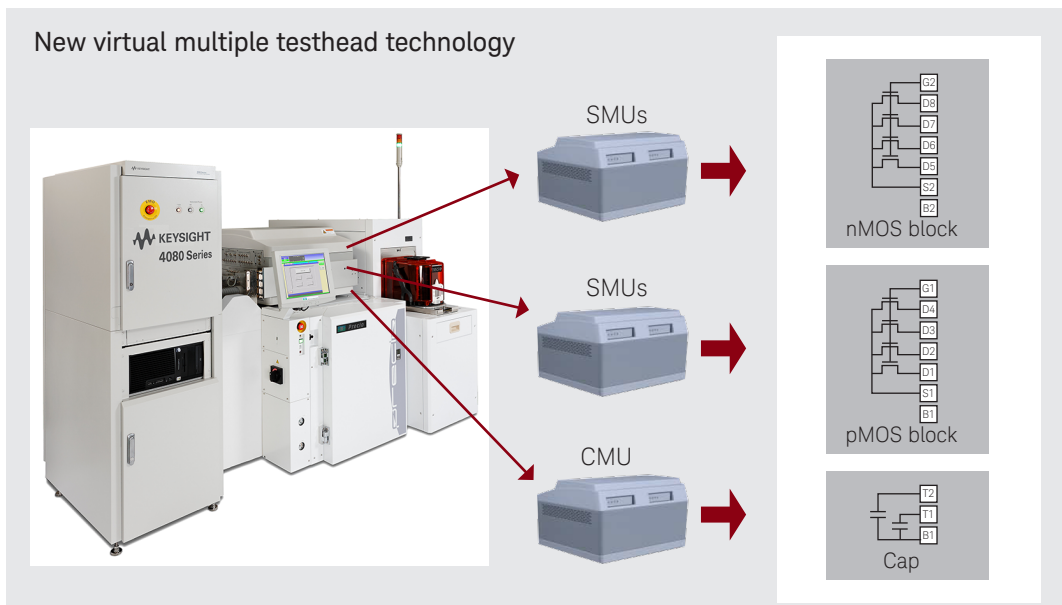 New virtual multiple testhead technology
SMUs
G2
D8
D7
D6
D5
S2
B2
nMOS block
KEYSIGHT
4080 Series
SMUs
G1
D4
D3
D2
D1
S1
B1
pMOS block
CMU
T2
T1
B1
Cap